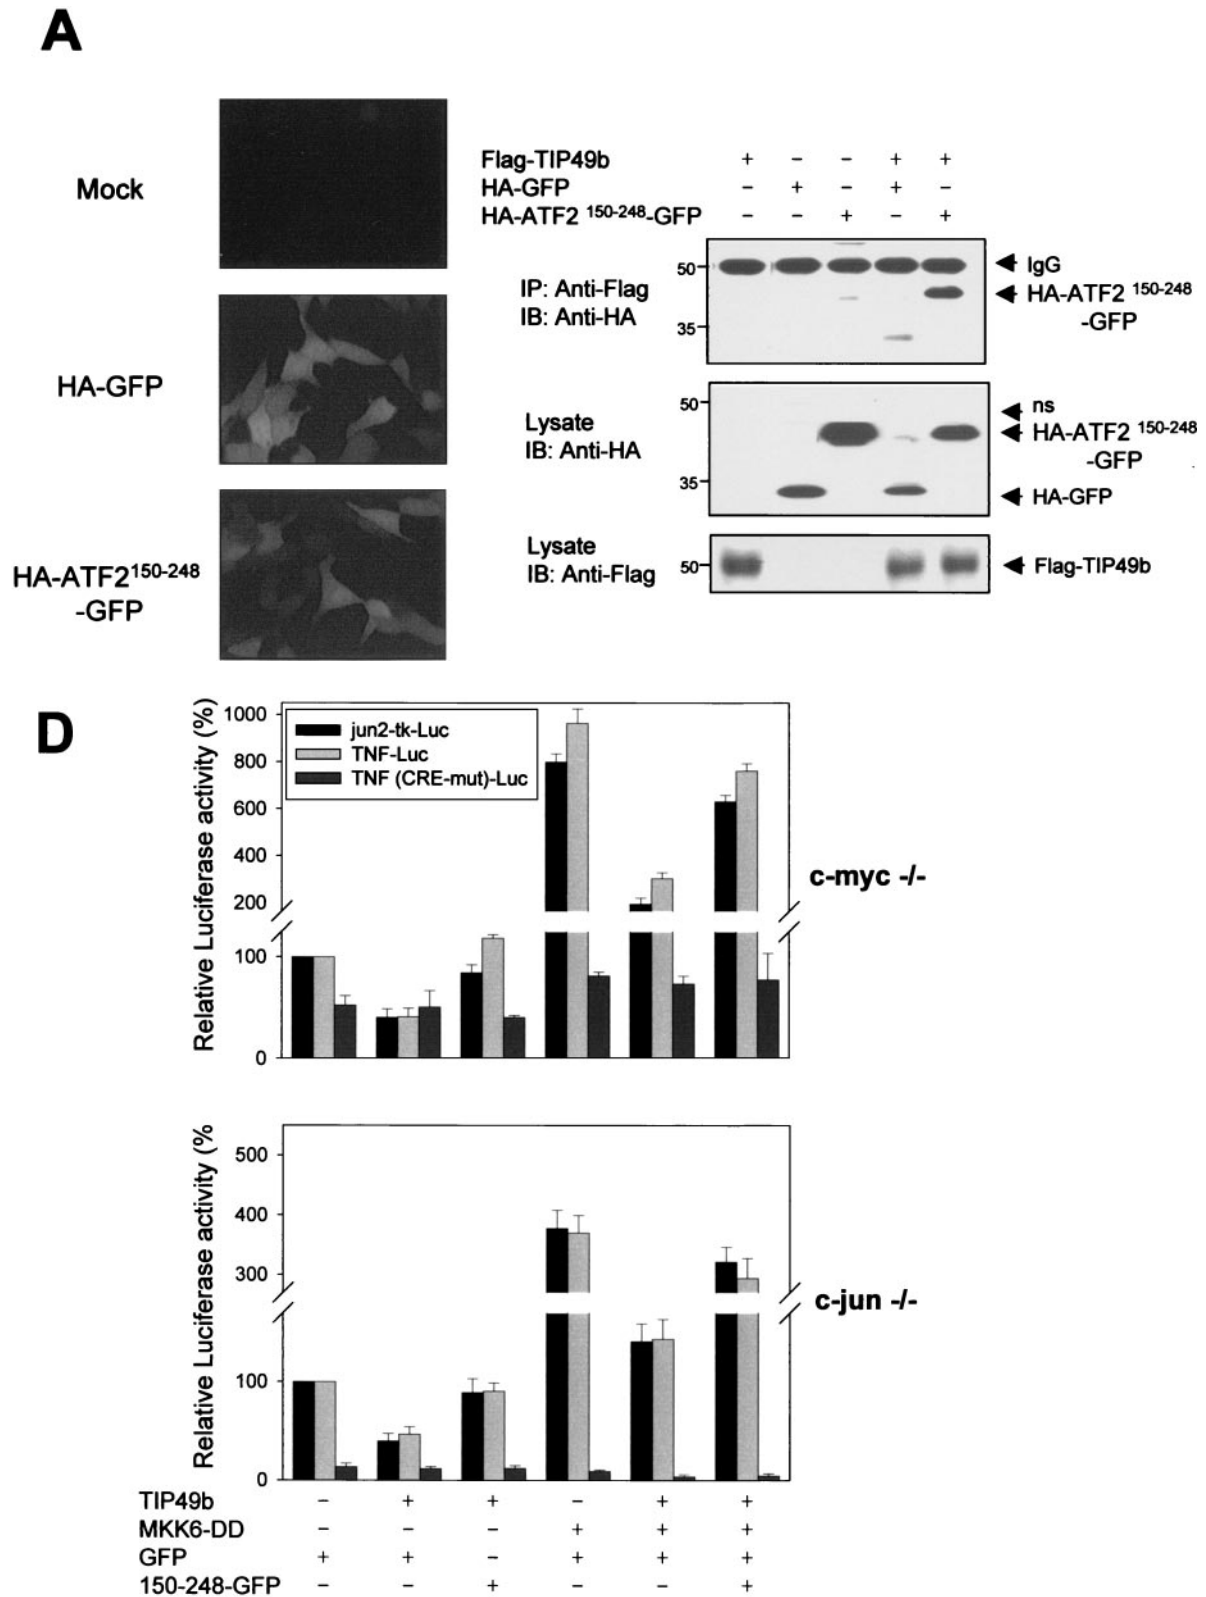 A
Mock
HA-GFP
HA-ATF2 150-248
-GFP
Flag-TIP49b + - - + +
HA-GFP - + - + -
HA-ATF2 150-248-GFP - - + - +
IP: Anti-Flag
IB: Anti-HA
50
35
IgG
HA-ATF2 150-248
-GFP
Lysate
IB: Anti-HA
50
35
ns
HA-ATF2 150-248
-GFP
HA-GFP
Lysate
IB: Anti-Flag
50
Flag-TIP49b
D
Relative Luciferase activity (%)
1000
800
600
400
200
100
0
jun2-tk-Luc
TNF-Luc
TNF (CRE-mut)-Luc
c-myc -/-
Relative Luciferase activity (%
500
400
300
100
0
c-jun -/-
TIP49b - + + - + +
MKK6-DD - - - + + +
GFP + + - + + +
150-248-GFP - - + - - +